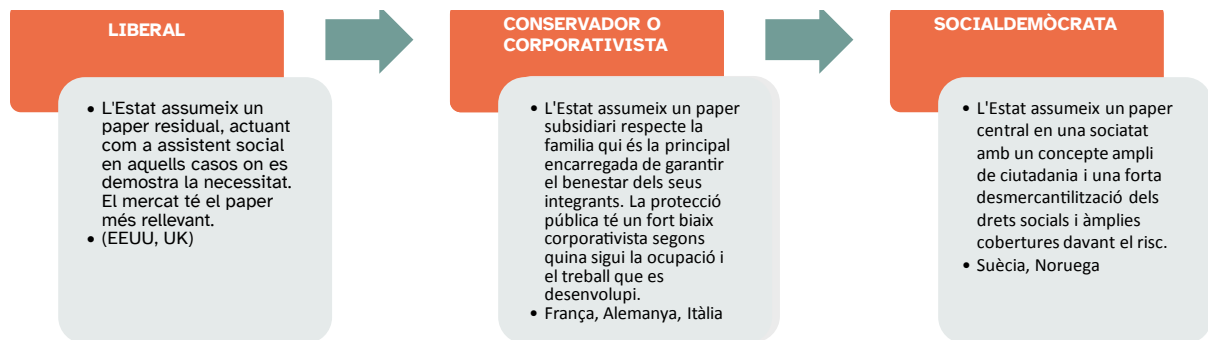 LIBERAL
• L'Estat assumeix un
paper residual, actuant
com a assistent social
en aquells casos on es
demostra la necessitat.
El mercat té el paper
més rellevant.
• (EEUU, UK)
CONSERVADOR O
CORPORATIVISTA
• L'Estat assumeix un paper
subsidiari respecte la
familia qui és la principal
encarregada de garantir
el benestar dels seus
integrants. La protecció
pública té un fort biaix
corporativista segons
quina sigui la ocupació i
el treball que es
desenvolupi.
• França, Alemanya, Itàlia
SOCIALDEMÒCRATA
• L'Estat assumeix un paper
central en una sociatat
amb un concepte ampli
de ciutadania i una forta
desmercantilització dels
drets socials i àmplies
cobertures davant el risc.
• Suècia, Noruega